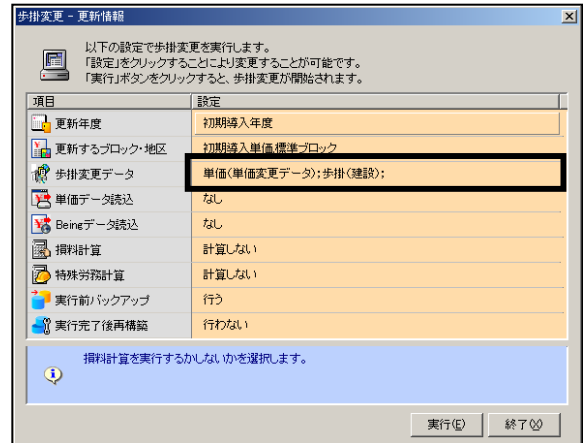 歩掛変更 - 更新情報
以下の設定で歩掛変更を実行します。
「設定」をクリックすることにより変更することが可能です。
「実行」ボタンをクリックすると、歩掛変更が開始されます。
項目 設定
更新年度 初期導入年度
更新するブロック・地区 初期導入単価,標準ブロック
歩掛変更データ 単価(単価変更データ);歩掛(建設);
単価データ読込 なし
Beingデータ読込 なし
損料計算 計算しない
特殊労務計算 計算しない
実行前バックアップ 行う
実行完了後再構築 行わない
損料計算を実行するかしないかを選択します。
実行(E) 終了(X)